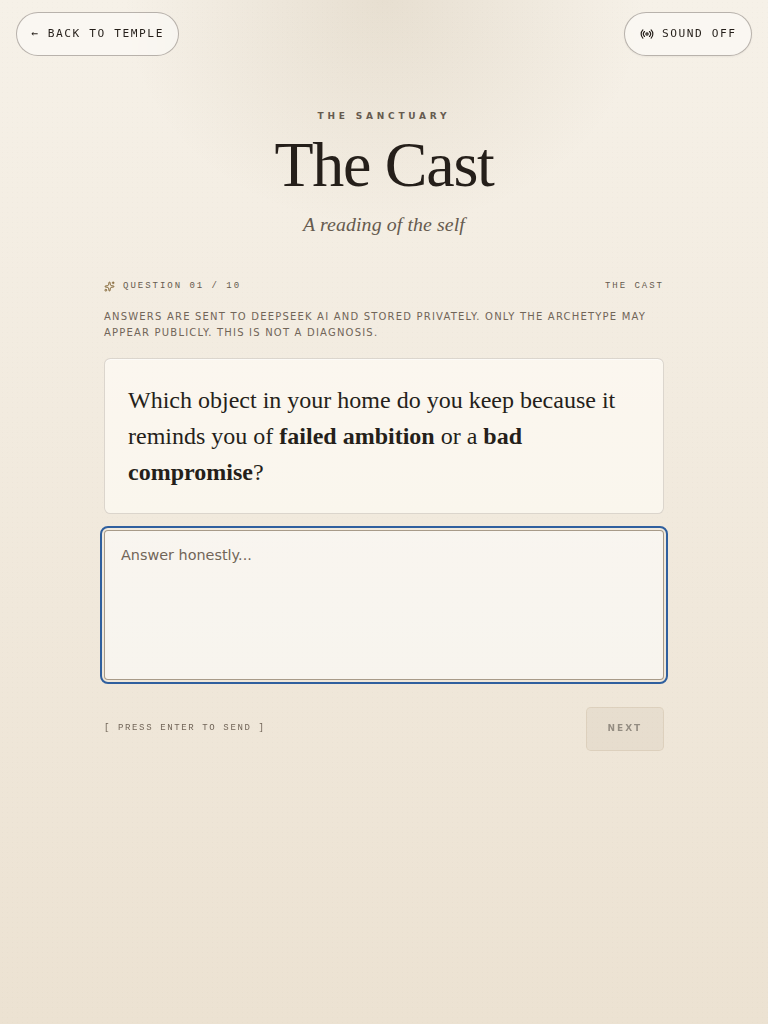 ← BACK TO TEMPLE
SOUND OFF
THE SANCTUARY
The Cast
A reading of the self
QUESTION 01 / 10
THE CAST
ANSWERS ARE SENT TO DEEPSEEK AI AND STORED PRIVATELY. ONLY THE ARCHETYPE MAY
APPEAR PUBLICLY. THIS IS NOT A DIAGNOSIS.
Which object in your home do you keep because it
reminds you of failed ambition or a bad
compromise?
Answer honestly...
[ PRESS ENTER TO SEND ]
NEXT